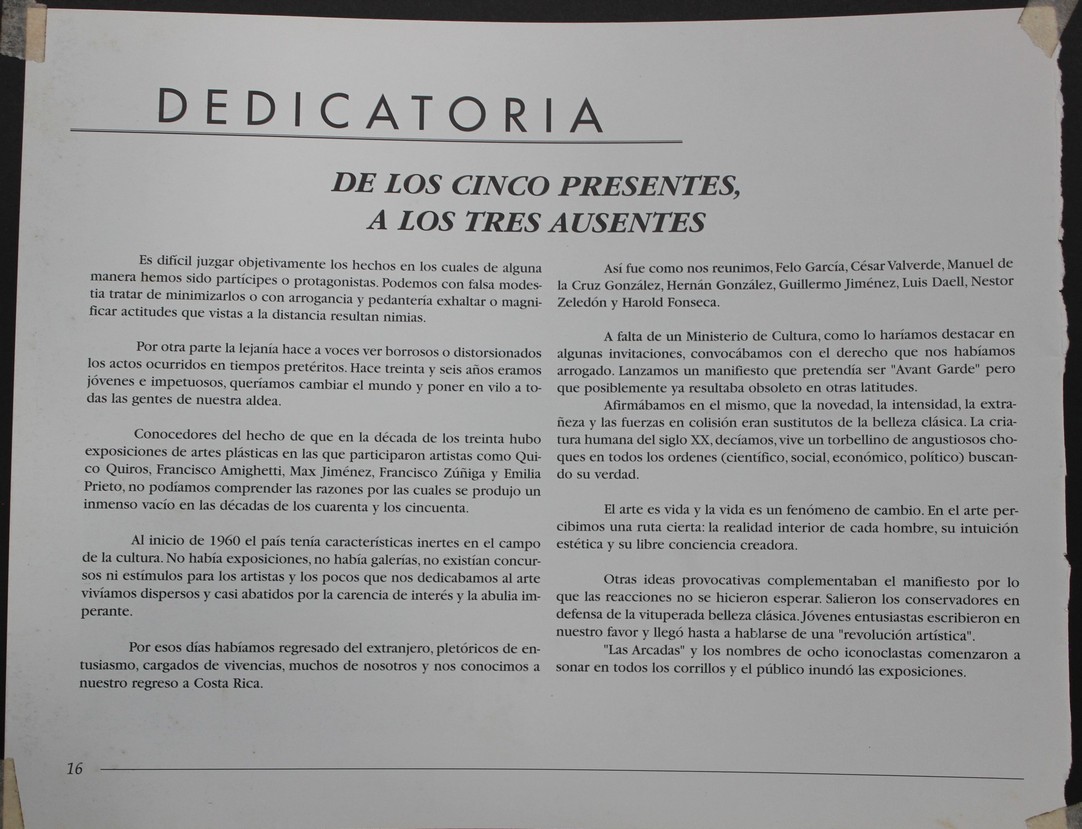 DEDICATORIA
DE LOS CINCO PRESENTES,
A LOS TRES AUSENTES
Es difícil juzgar objetivamente los hechos en los cuales de alguna
manera hemos sido partícipes o protagonistas. Podemos con falsa modes-
tia tratar de minimizarlos o con arrogancia y pedantería exhaltar o magni-
ficar actitudes que vistas a la distancia resultan nimias.
Por otra parte la lejanía hace a voces ver borrosos o distorsionados
los actos ocurridos en tiempos pretéritos. Hace treinta y seis años eramos
jóvenes e impetuosos, queríamos cambiar el mundo y poner en vilo a to-
das las gentes de nuestra aldea.
Conocedores del hecho de que en la década de los treinta hubo
exposiciones de artes plásticas en las que participaron artistas como Qui-
co Quiros, Francisco Amighetti, Max Jiménez, Francisco Zúñiga y Emilia
Prieto, no podíamos comprender las razones por las cuales se produjo un
inmenso vacío en las décadas de los cuarenta y los cincuenta.
Al inicio de 1960 el país tenía características inertes en el campo
de la cultura. No había exposiciones, no había galerías, no existían concur-
sos ni estímulos para los artistas y los pocos que nos dedicabamos al arte
vivíamos dispersos y casi abatidos por la carencia de interés y la abulia im-
perante.
Por esos días habíamos regresado del extranjero, pletóricos de en-
tusiasmo, cargados de vivencias, muchos de nosotros y nos conocimos a
nuestro regreso a Costa Rica.
Así fue como nos reunimos, Felo García, César Valverde, Manuel de
la Cruz González, Hernán González, Guillermo Jiménez, Luis Daell, Nestor
Zeledón y Harold Fonseca.
A falta de un Ministerio de Cultura, como lo haríamos destacar en
algunas invitaciones, convocábamos con el derecho que nos habíamos
arrogado. Lanzamos un manifiesto que pretendía ser "Avant Garde" pero
que posiblemente ya resultaba obsoleto en otras latitudes.
Afirmábamos en el mismo, que la novedad, la intensidad, la extra-
ñeza y las fuerzas en colisión eran sustitutos de la belleza clásica. La cria-
tura humana del siglo XX, decíamos, vive un torbellino de angustiosos cho-
ques en todos los ordenes (científico, social, económico, político) buscan-
do su verdad.
El arte es vida y la vida es un fenómeno de cambio. En el arte per-
cibimos una ruta cierta: la realidad interior de cada hombre, su intuición
estética y su libre conciencia creadora.
Otras ideas provocativas complementaban el manifiesto por lo
que las reacciones no se hicieron esperar. Salieron los conservadores en
defensa de la vituperada belleza clásica. Jóvenes entusiastas escribieron en
nuestro favor y llegó hasta a hablarse de una "revolución artística".
"Las Arcadas" y los nombres de ocho iconoclastas comenzaron a
sonar en todos los corrillos y el público inundó las exposiciones.
16